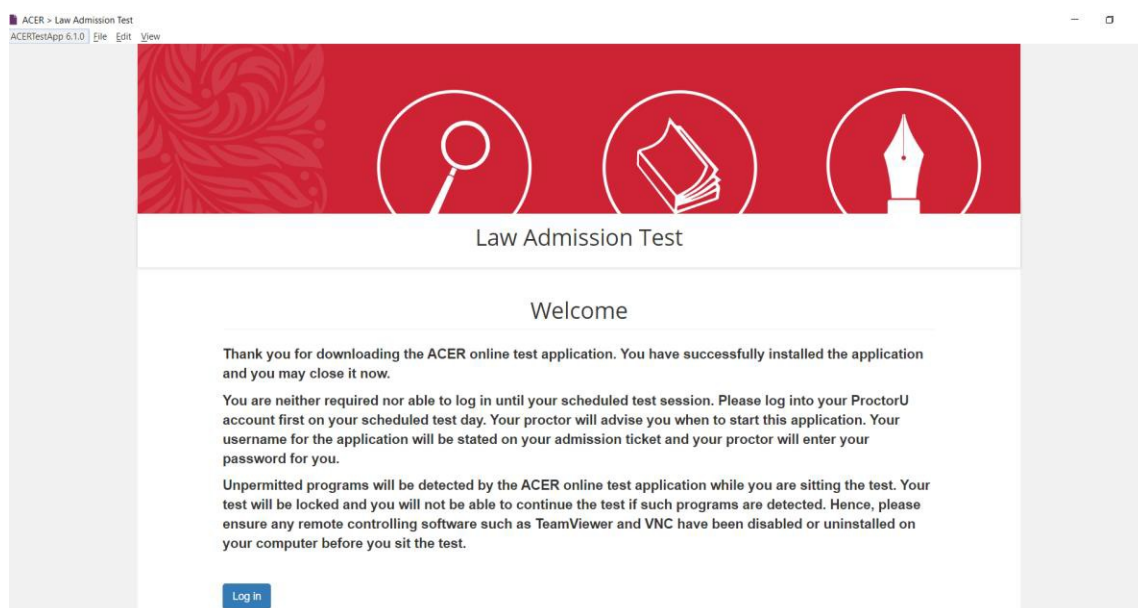 ACER > Law Admission Test
ACERTestApp 6.1.0 File Edit View
Law Admission Test
Welcome
Thank you for downloading the ACER online test application. You have successfully installed the application
and you may close it now.
You are neither required nor able to log in until your scheduled test session. Please log into your ProctorU
account first on your scheduled test day. Your proctor will advise you when to start this application. Your
username for the application will be stated on your admission ticket and your proctor will enter your
password for you.
Unpermitted programs will be detected by the ACER online test application while you are sitting the test. Your
test will be locked and you will not be able to continue the test if such programs are detected. Hence, please
ensure any remote controlling software such as TeamViewer and VNC have been disabled or uninstalled on
your computer before you sit the test.
Log in